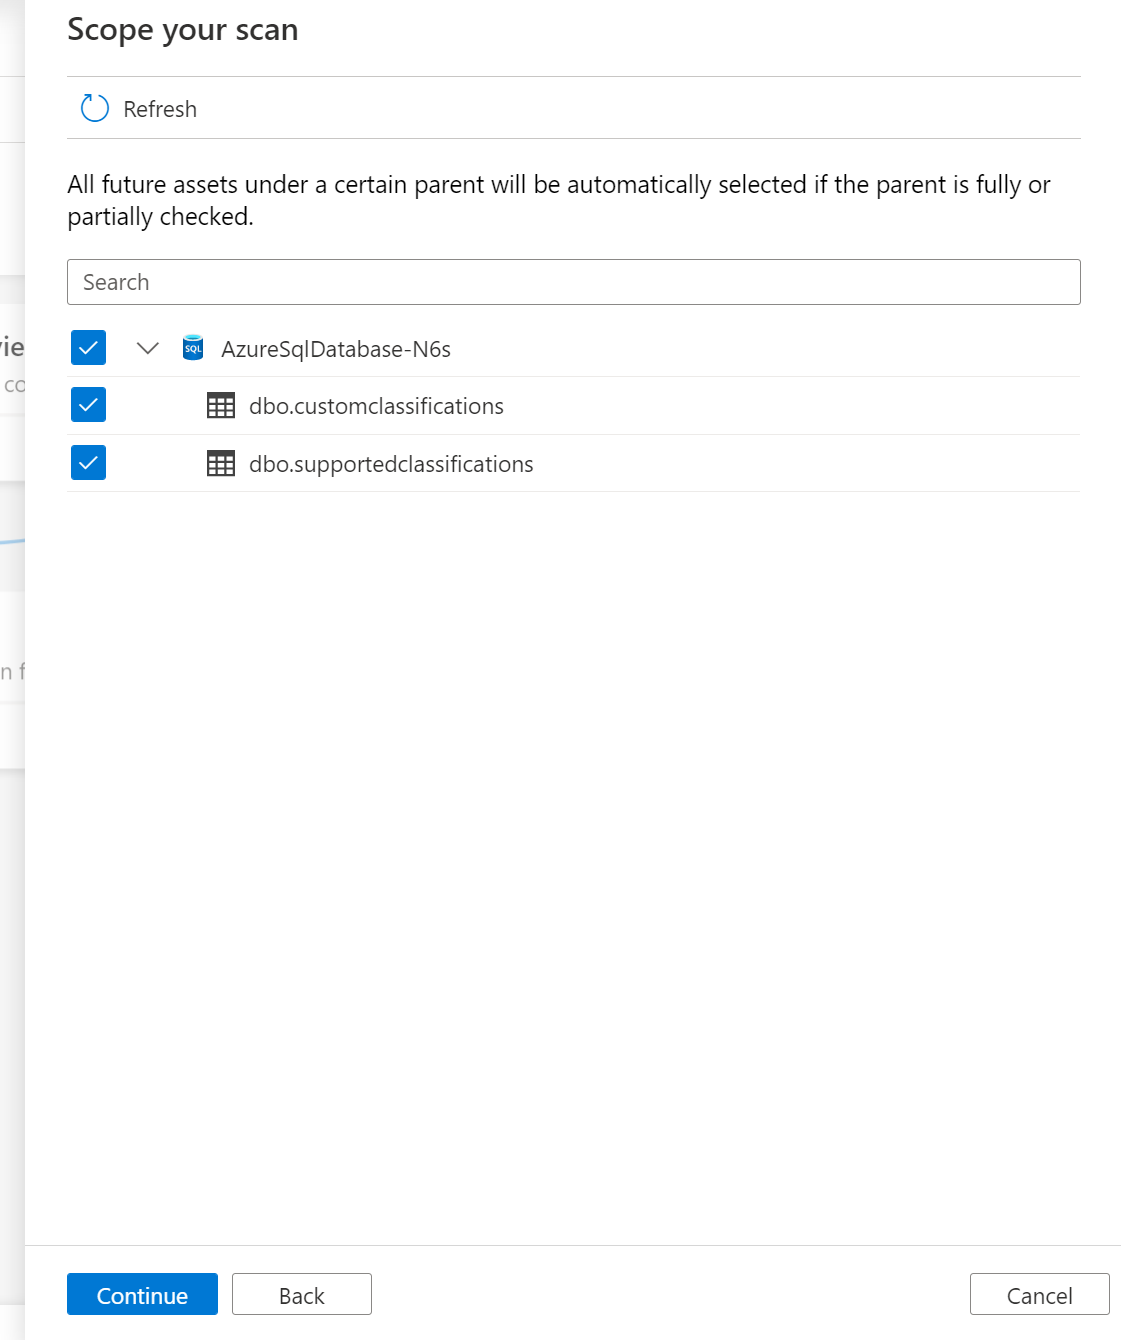 Scope your scan
Refresh
All future assets under a certain parent will be automatically selected if the parent is fully or
partially checked.
Search
SQL AzureSqlDatabase-N6s
dbo.customclassifications
dbo.supportedclassifications
Continue Back Cancel